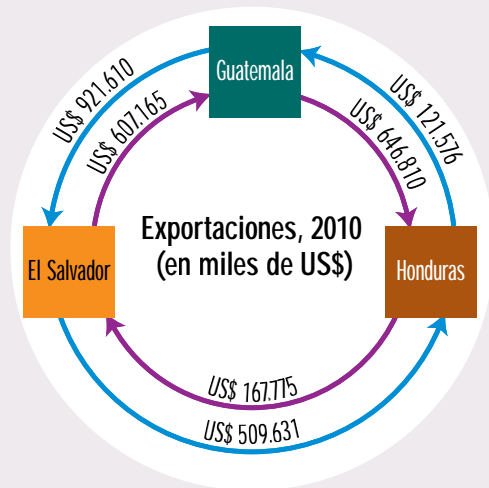 Guatemala
US$ 921.610
US$ 607.165
US$ 121.576
US$ 646.810
Exportaciones, 2010
(en miles de US$)
El Salvador
Honduras
US$ 167.775
US$ 509.631